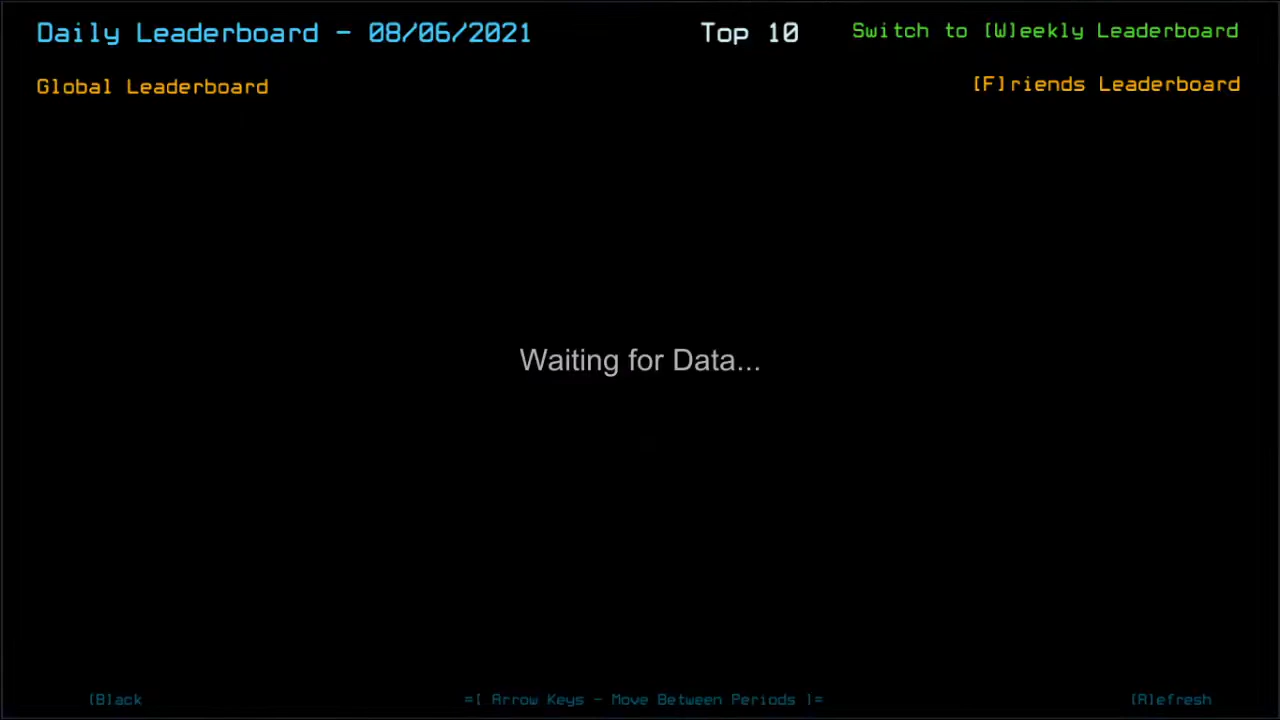 Daily Leaderboard - 08/06/2021 Top 10 Switch to [W]eekly Leaderboard
Global Leaderboard [F]riends Leaderboard
Waiting for Data...
[B]ack =[ Arrow Keys - Move Between Periods ]= [R]efresh